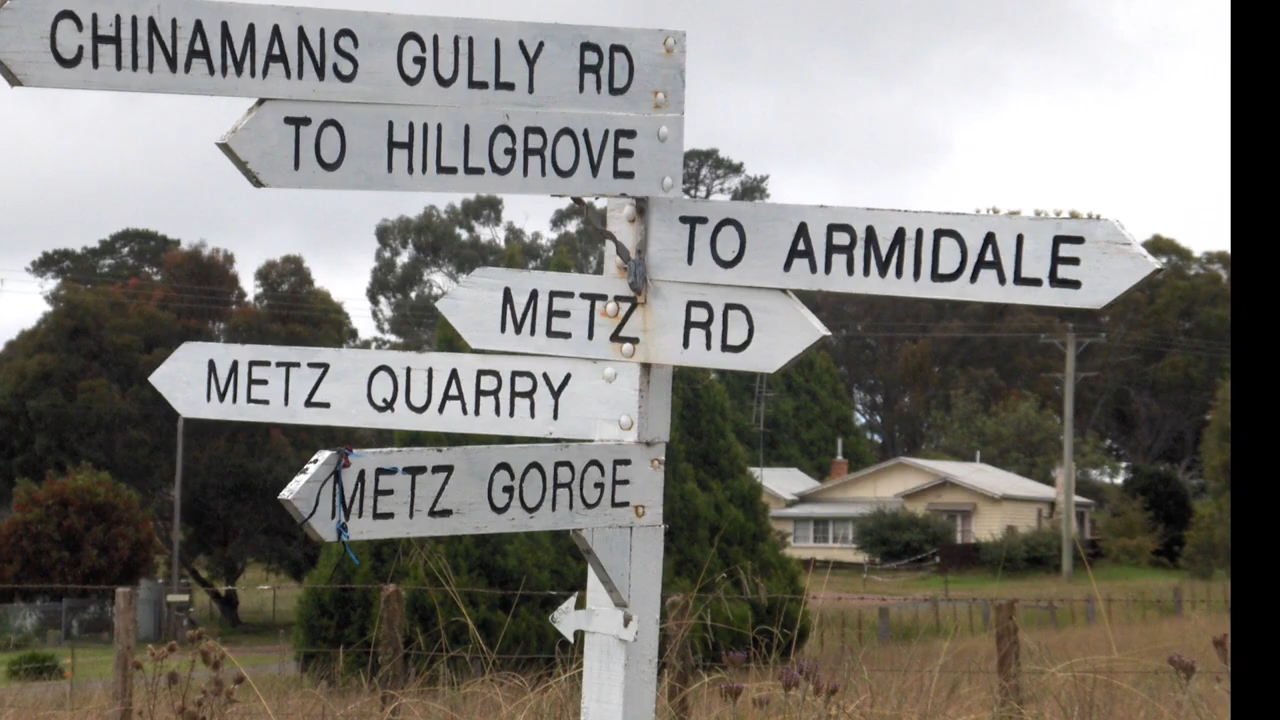 CHINAMANS GULLY RD
TO HILLGROVE
TO ARMIDALE
METZ RD
METZ QUARRY
METZ GORGE